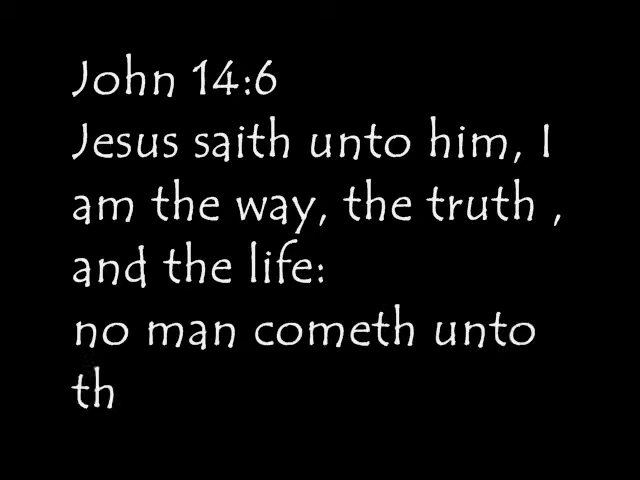 John 14:6
Jesus saith unto him, I
am the way, the truth ,
and the life:
no man cometh unto
th